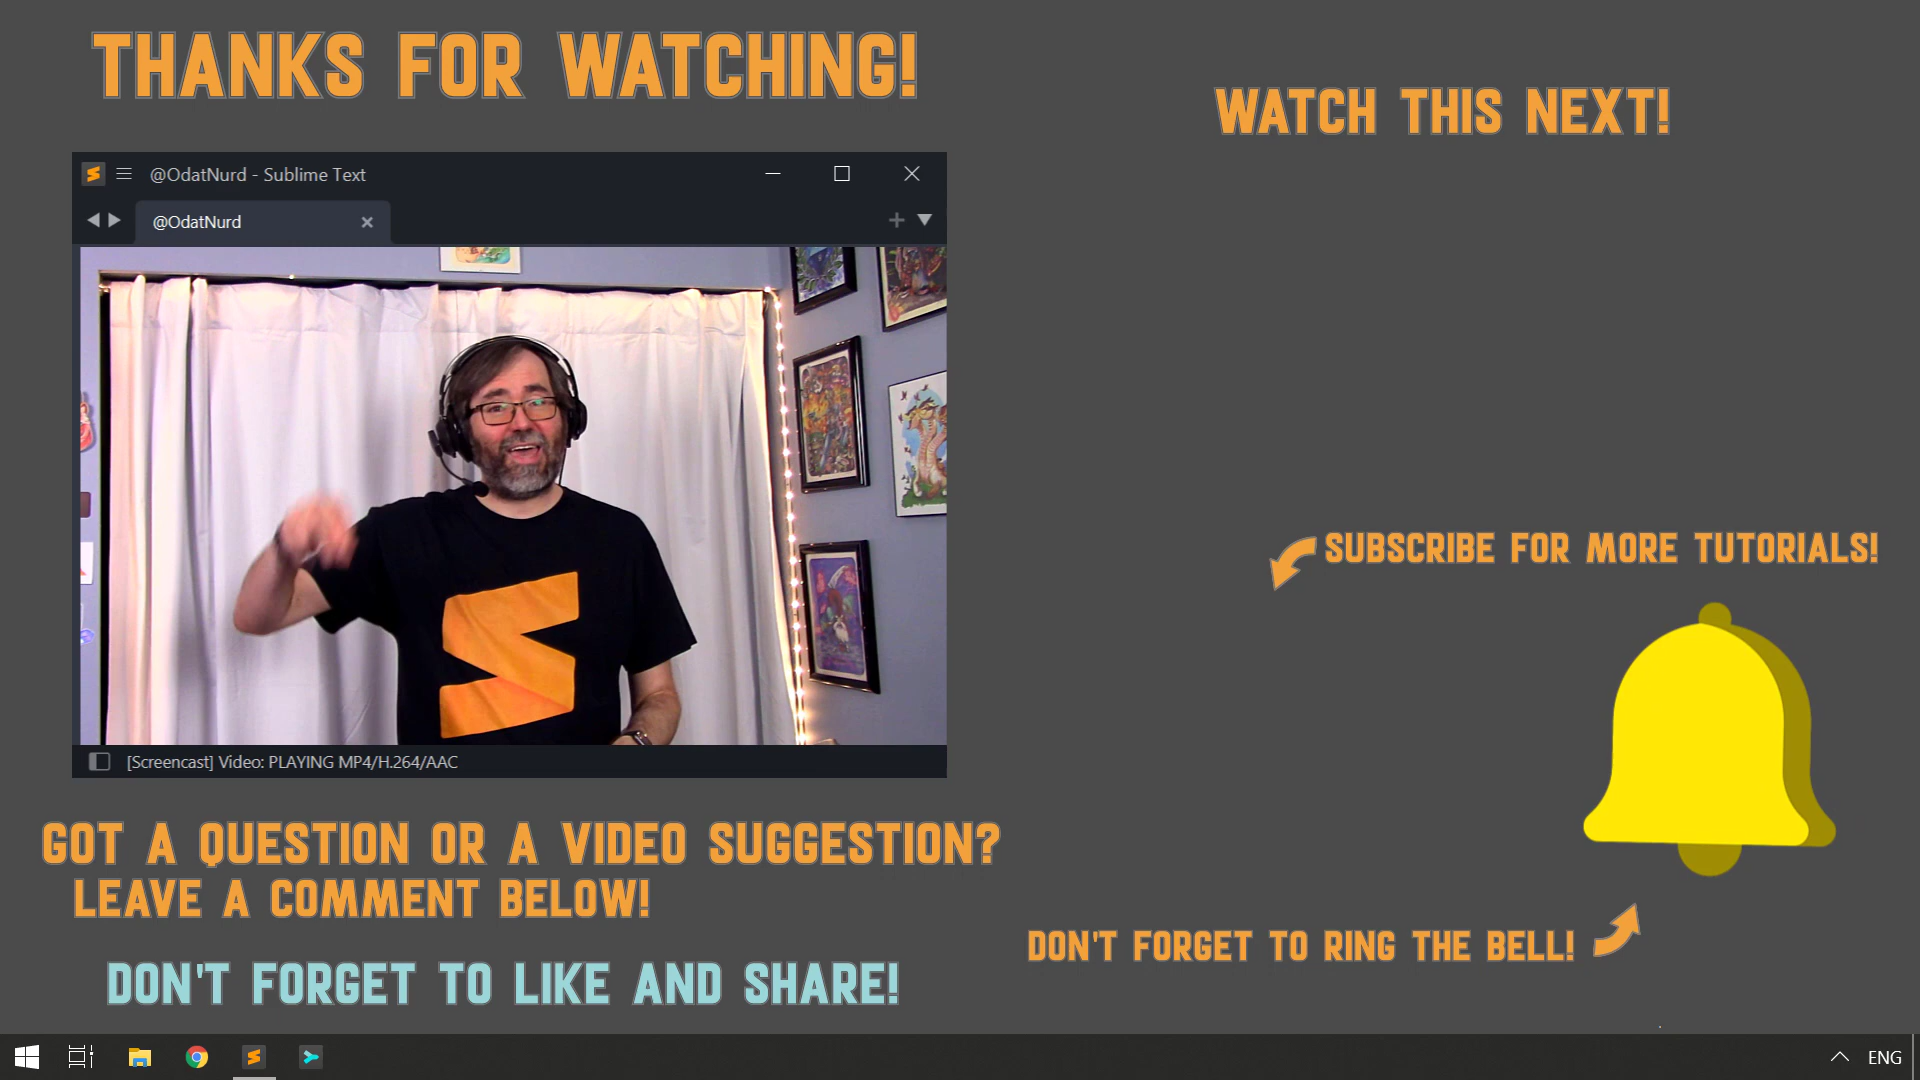 THANKS FOR WATCHING!
WATCH THIS NEXT!
@OdatNurd - Sublime Text
@OdatNurd
SUBSCRIBE FOR MORE TUTORIALS!
[Screencast] Video: PLAYING MP4/H.264/AAC
GOT A QUESTION OR A VIDEO SUGGESTION?
LEAVE A COMMENT BELOW!
DON'T FORGET TO RING THE BELL!
DON'T FORGET TO LIKE AND SHARE!
ENG